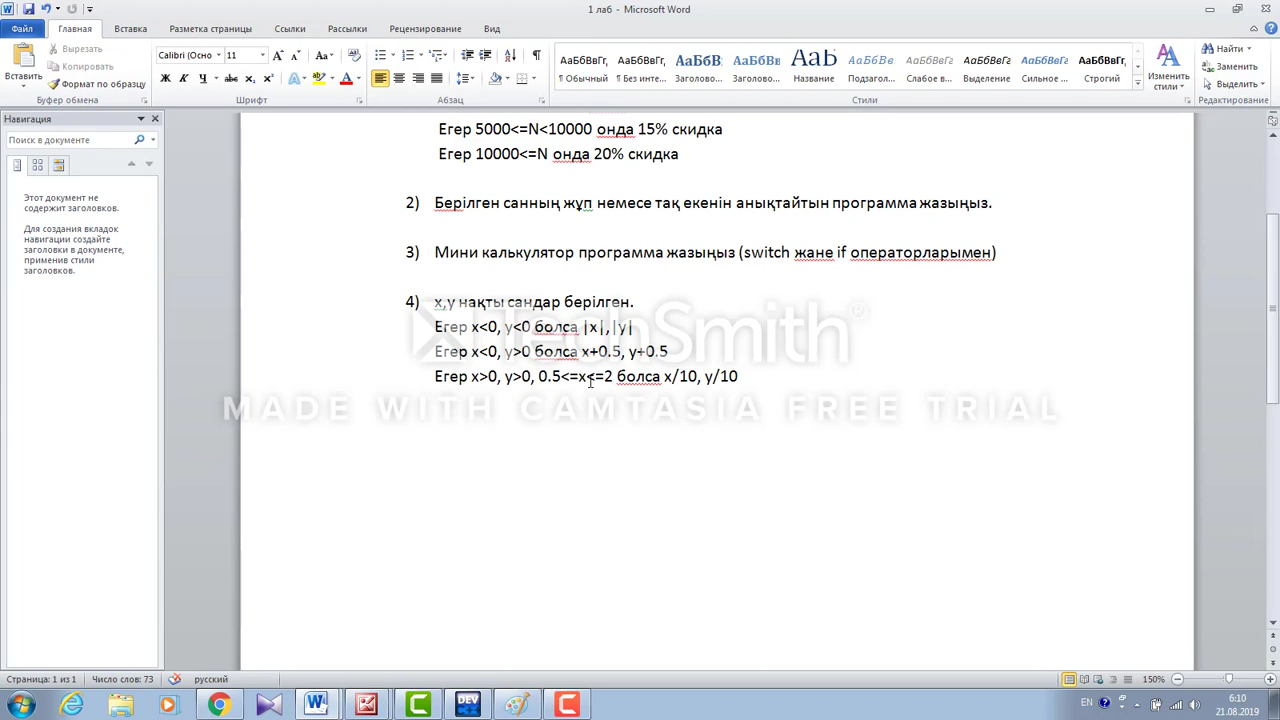 1 лаб - Microsoft Word
Файл Главная Вставка Разметка страницы Ссылки Рассылки Рецензирование Вид
Вставить
Вырезать
Копировать
Формат по образцу
Буфер обмена
Calibri (Осно 11
Шрифт
Абзац
АаБбВвГг, АаБбВвГг, АаБбВ АаБбВвГ АаБ АаБбВвГг АаБбВвГг АаБбВвГг АаБбВвГг АаБбВвГг
¶ Обычный ¶ Без инте... Заголово... Заголово... Название Подзагол... Слабое в... Выделение Сильное ... Строгий
Стили
Изменить стили
Найти
Заменить
Выделить
Редактирование
Навигация
Поиск в документе
Этот документ не
содержит заголовков.
Для создания вкладок
навигации создайте
заголовки в документе,
применив стили
заголовков.
Егер 5000<=N<10000 онда 15% скидка
Егер 10000<=N онда 20% скидка
2) Берілген санның жұп немесе тақ екенін анықтайтын программа жазыңыз.
3) Мини калькулятор программа жазыңыз (switch жане if операторларымен)
4) х,у нақты сандар берілген.
Егер x<0, y<0 болса |x|,|y|
Егер x<0, y>0 болса x+0.5, y+0.5
Егер x>0, y>0, 0.5<=x<=2 болса x/10, y/10
TechSmith®
MADE WITH CAMTASIA FREE TRIAL
Страница: 1 из 1 Число слов: 73 русский
150%
DEV
EN
6:10
21.08.2019